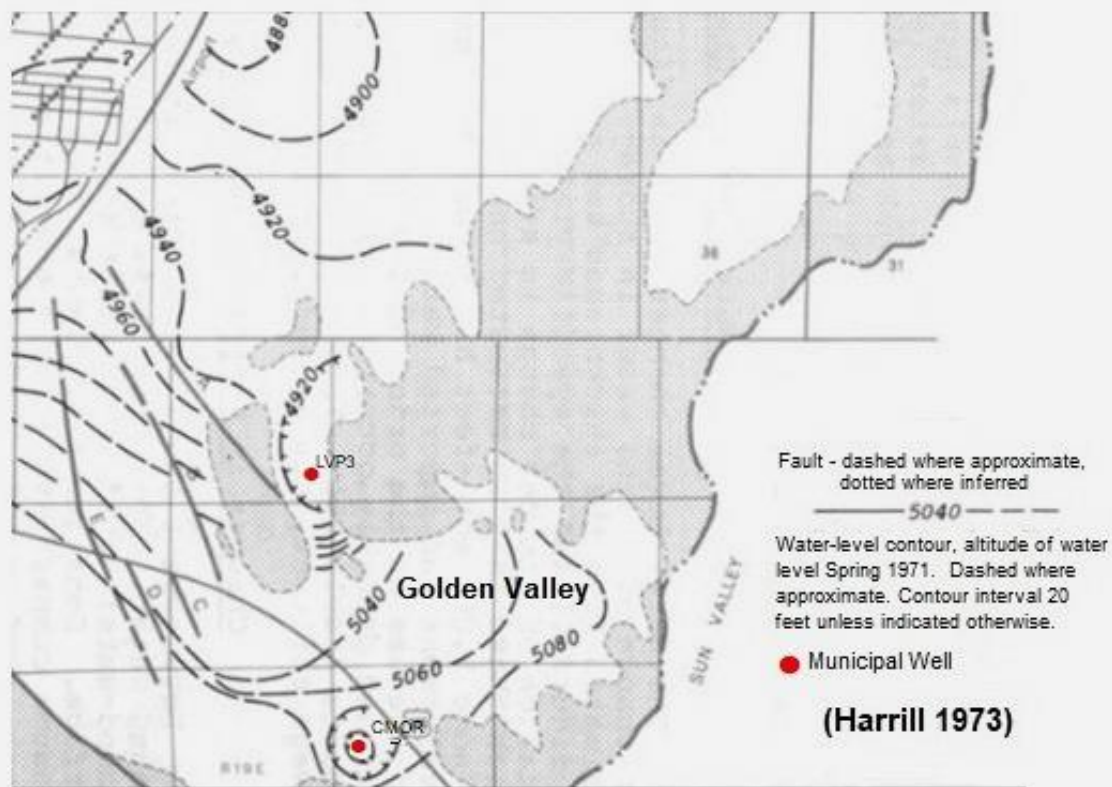 4880
Airport
4900
?
4920
4940
4960
36
31
4920
LVP3
Fault - dashed where approximate,
dotted where inferred
5040
Water-level contour, altitude of water
level Spring 1971. Dashed where
approximate. Contour interval 20
feet unless indicated otherwise.
Municipal Well
(Harrill 1973)
Golden Valley
5040
5060
5080
SUN VALLEY
E
D
C
B
A
CMOR
R19E